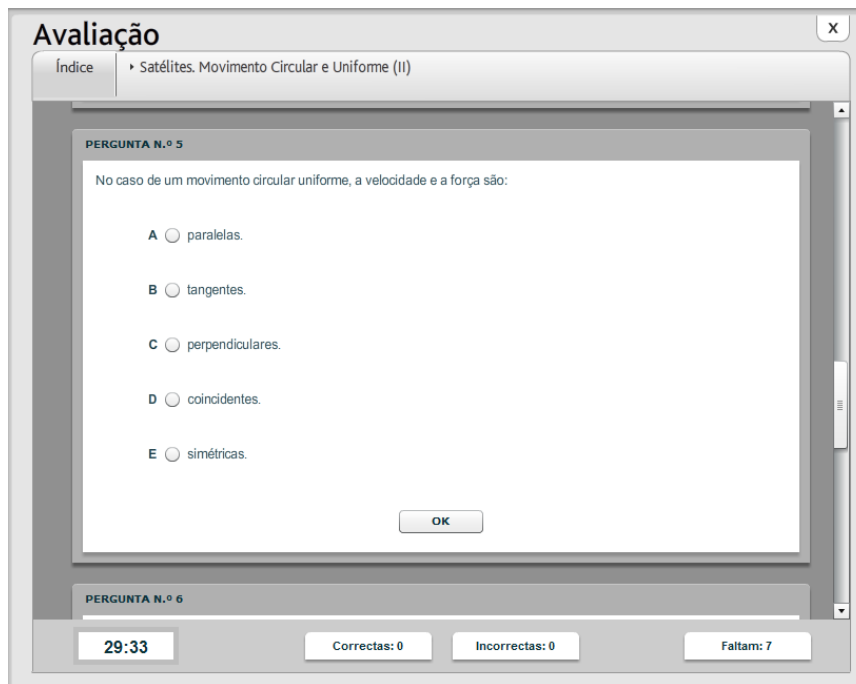 Avaliação
X
Índice
Satélites. Movimento Circular e Uniforme (II)
PERGUNTA N.º 5
No caso de um movimento circular uniforme, a velocidade e a força são:
A paralelas.
B tangentes.
C perpendiculares.
D coincidentes.
E simétricas.
OK
PERGUNTA N.º 6
29:33
Correctas: 0
Incorrectas: 0
Faltam: 7